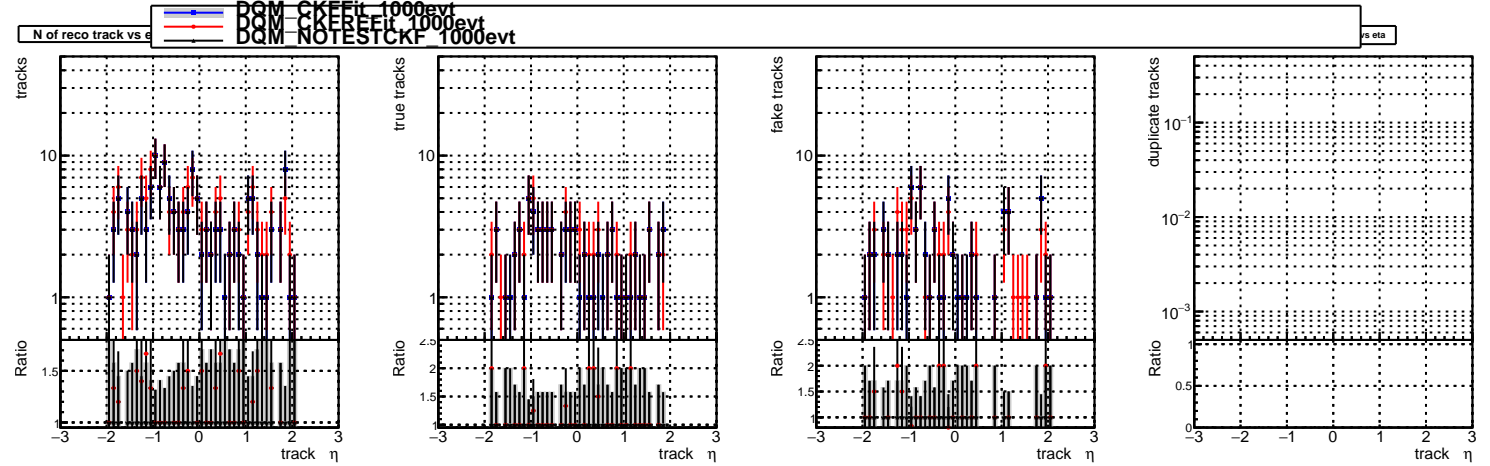 DQM_CKFFit_1000evt
DQM_CKFREFit_1000evt
DQM_NOTESTCKF_1000evt
N of reco track vs e
vs eta
tracks
10
1
Ratio
1.5
1
−3 −2 −1 0 1 2 3
track η
true tracks
10
1
Ratio
2.5
2
1.5
1
−3 −2 −1 0 1 2 3
track η
fake tracks
10
1
Ratio
2.5
2
1.5
1
−3 −2 −1 0 1 2 3
track η
duplicate tracks
10−1
10−2
10−3
Ratio
1
0.5
0
−3 −2 −1 0 1 2 3
track η